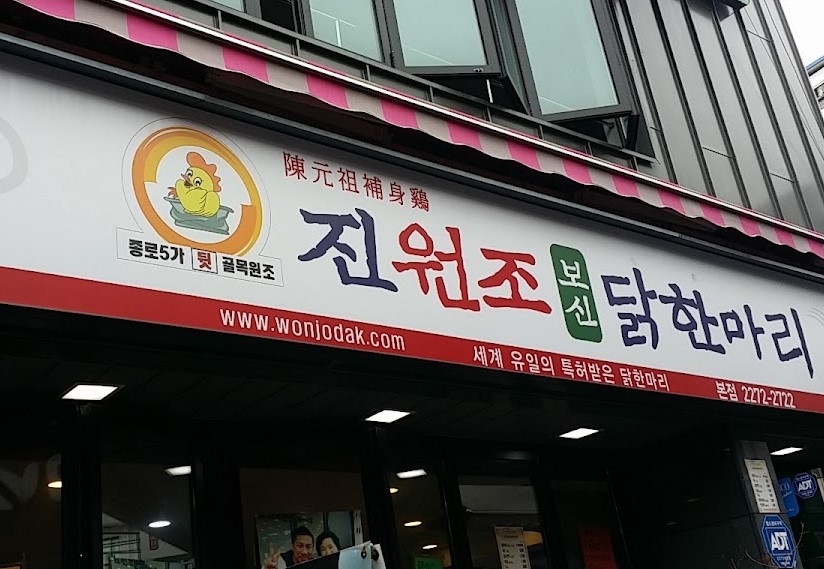 陳元祖補身鷄
진원조 보신 닭한마리
종로5가 뒷 골목원조
www.wonjodak.com
세계 유일의 특허받은 닭한마리
본점 2272-2722
ADT
ADT